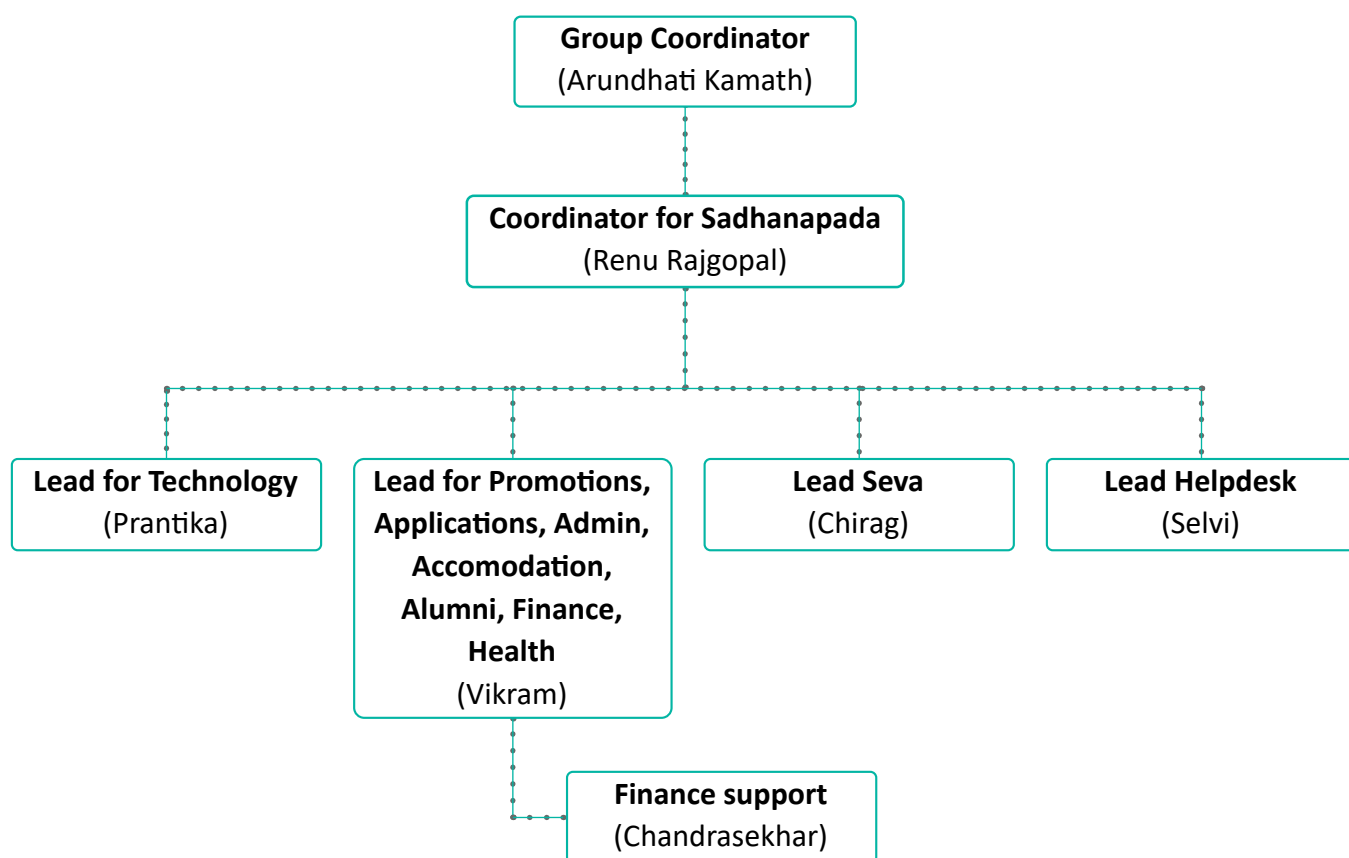 Group Coordinator
(Arundhati Kamath)
Coordinator for Sadhanapada
(Renu Rajgopal)
Lead for Technology
(Prantika)
Lead for Promotions,
Applications, Admin,
Accomodation,
Alumni, Finance,
Health
(Vikram)
Lead Seva
(Chirag)
Lead Helpdesk
(Selvi)
Finance support
(Chandrasekhar)